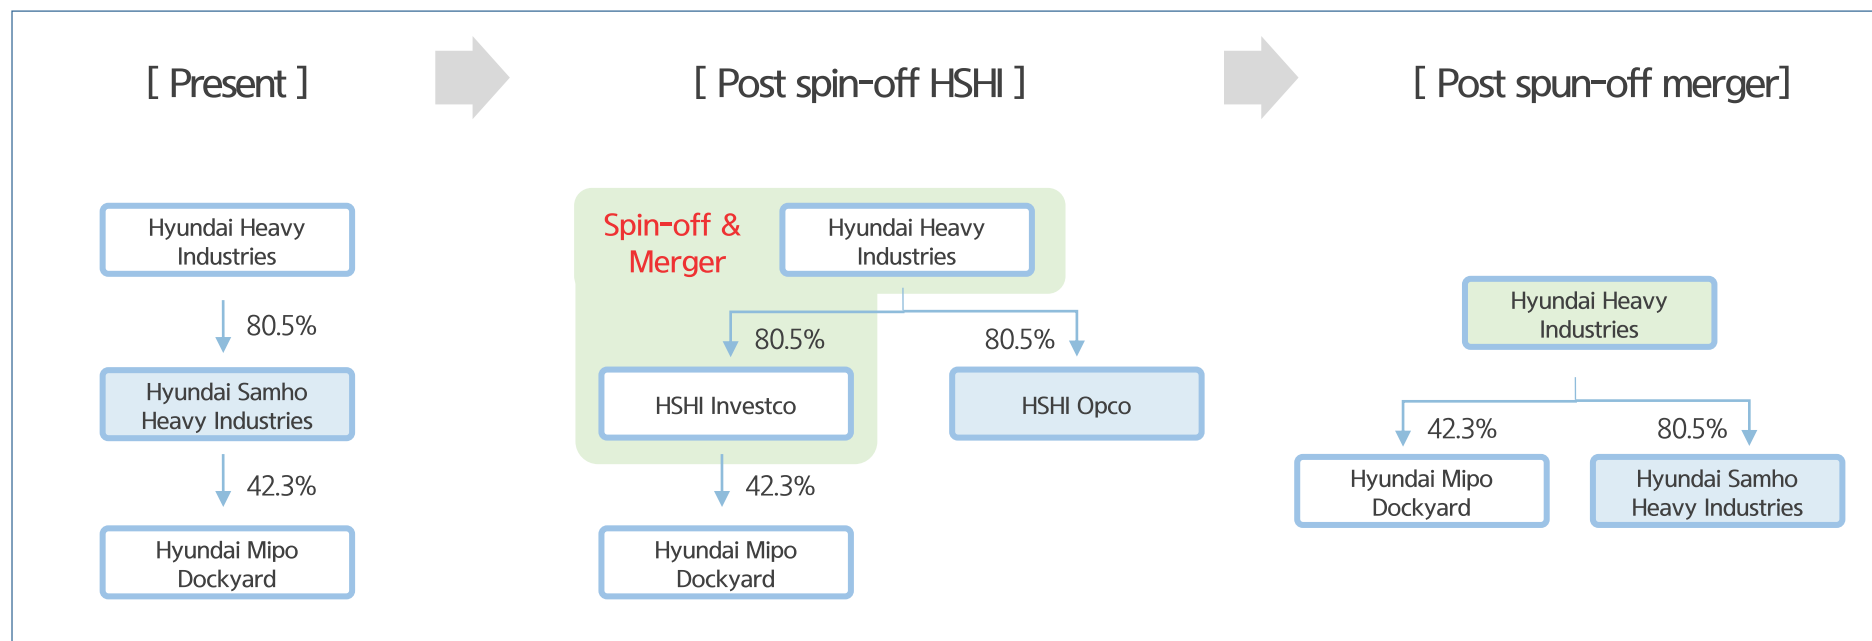 [ Present ]
[ Post spin-off HSHI ]
[ Post spun-off merger]
Hyundai Heavy
Industries
80.5%
Hyundai Samho
Heavy Industries
42.3%
Hyundai Mipo
Dockyard
Spin-off &
Merger
Hyundai Heavy
Industries
80.5%
80.5%
HSHI Investco
HSHI Opco
42.3%
Hyundai Mipo
Dockyard
Hyundai Heavy
Industries
42.3%
80.5%
Hyundai Mipo
Dockyard
Hyundai Samho
Heavy Industries